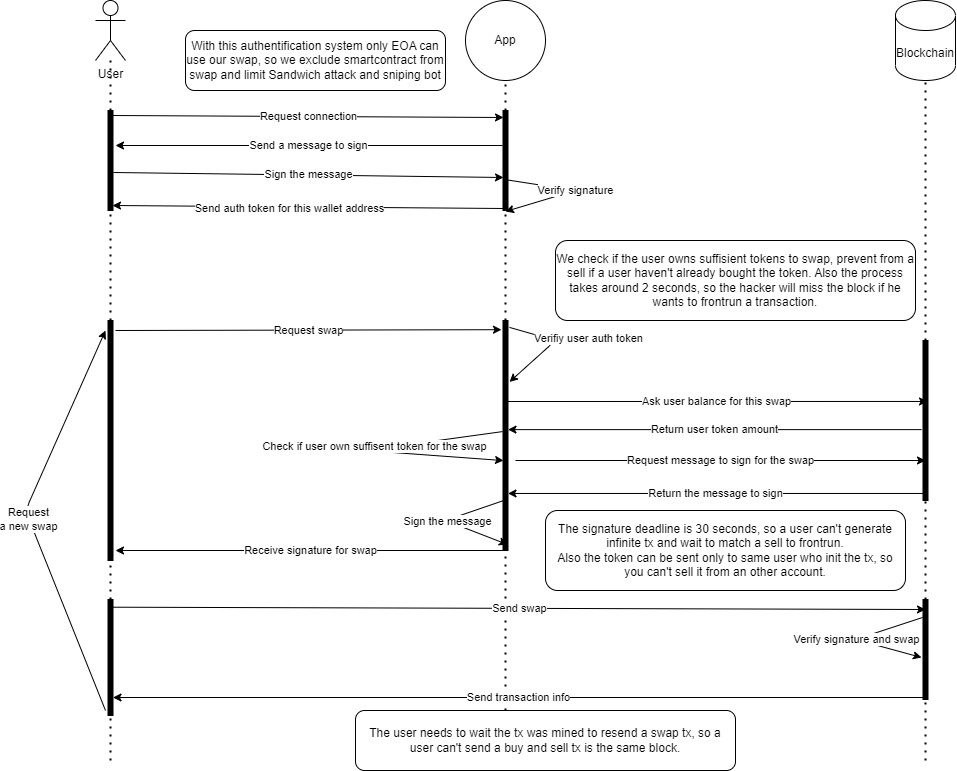 App
Blockchain
User
With this authentification system only EOA can
use our swap, so we exclude smartcontract from
swap and limit Sandwich attack and sniping bot
Request connection
Send a message to sign
Sign the message
Verify signature
Send auth token for this wallet address
We check if the user owns suffisient tokens to swap, prevent from a
sell if a user haven't already bought the token. Also the process
takes around 2 seconds, so the hacker will miss the block if he
wants to frontrun a transaction.
Request swap
Verifiy user auth token
Ask user balance for this swap
Return user token amount
Check if user own suffisent token for the swap
Request message to sign for the swap
Return the message to sign
Request
a new swap
Sign the message
The signature deadline is 30 seconds, so a user can't generate
infinite tx and wait to match a sell to frontrun.
Also the token can be sent only to same user who init the tx, so
you can't sell it from an other account.
Receive signature for swap
Send swap
Verify signature and swap
Send transaction info
The user needs to wait the tx was mined to resend a swap tx, so a
user can't send a buy and sell tx is the same block.